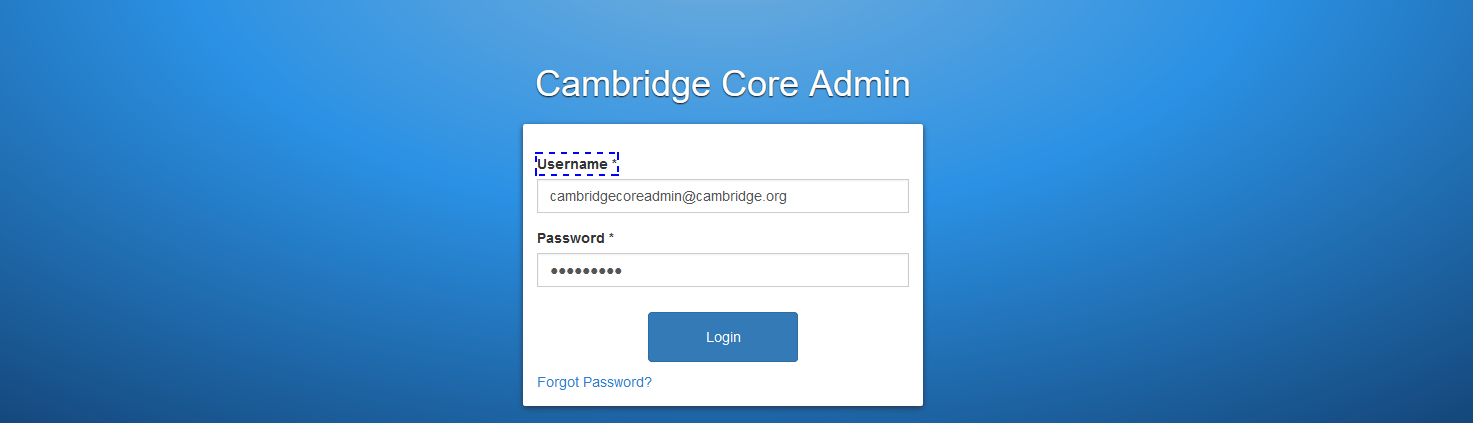 Cambridge Core Admin
Username *
cambridgecoreadmin@cambridge.org
Password *
•••••••••
Login
Forgot Password?